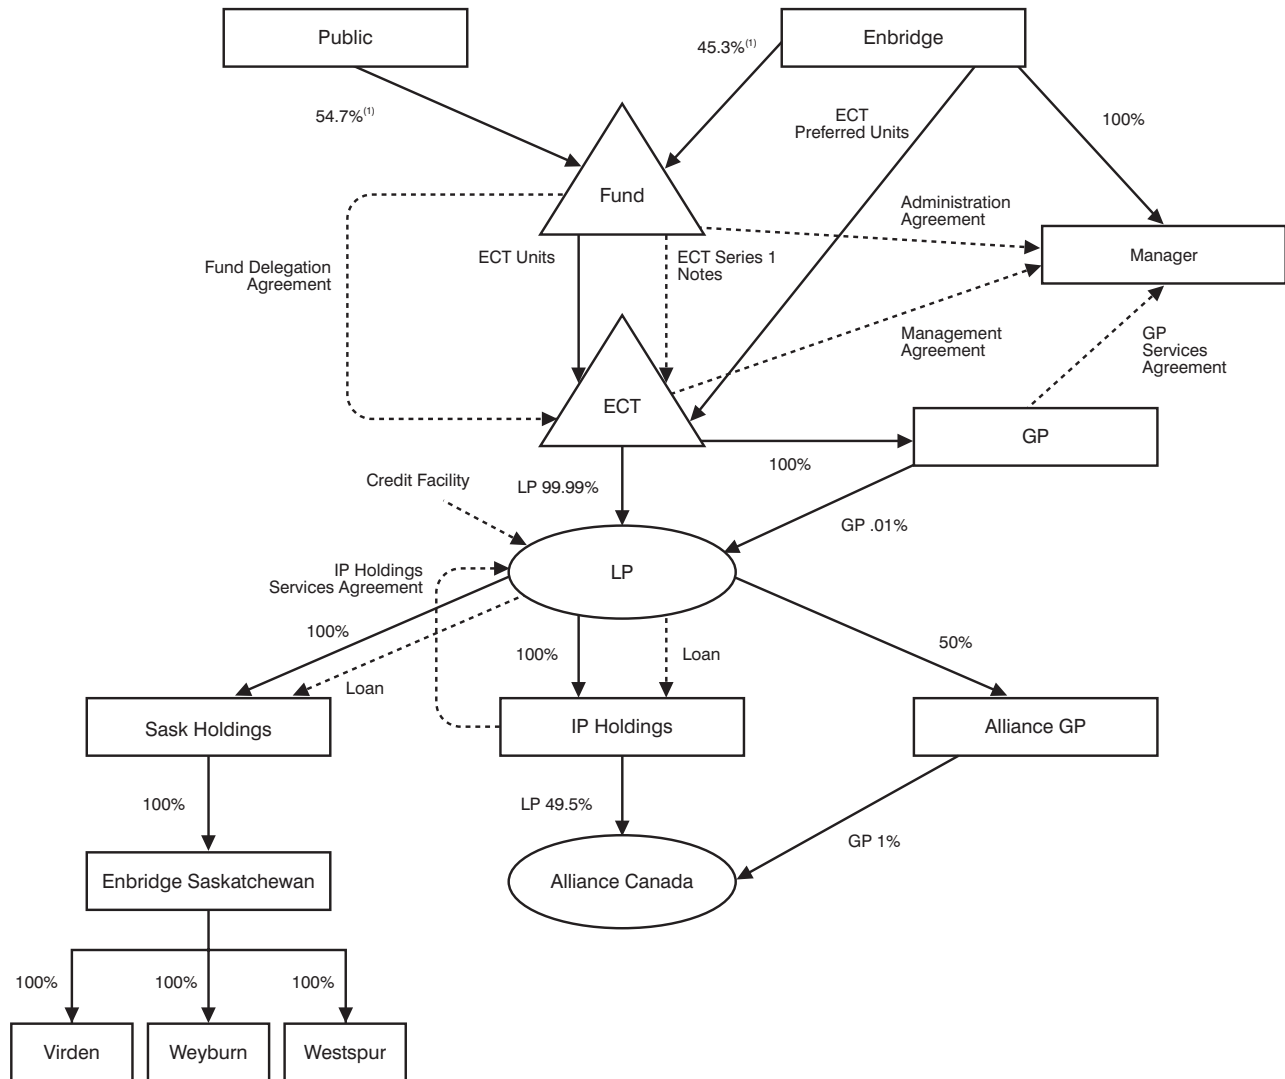 Public
Enbridge
45.3%(1)
54.7%(1)
ECT
Preferred Units
100%
Fund
Administration
Agreement
Manager
ECT Units
ECT Series 1
Notes
Fund Delegation
Agreement
Management
Agreement
GP
Services
Agreement
ECT
GP
100%
Credit Facility
LP 99.99%
GP .01%
IP Holdings
Services Agreement
LP
100%
100%
Loan
50%
Loan
Sask Holdings
IP Holdings
Alliance GP
100%
LP 49.5%
GP 1%
Enbridge Saskatchewan
Alliance Canada
100%
100%
100%
Virden
Weyburn
Westspur